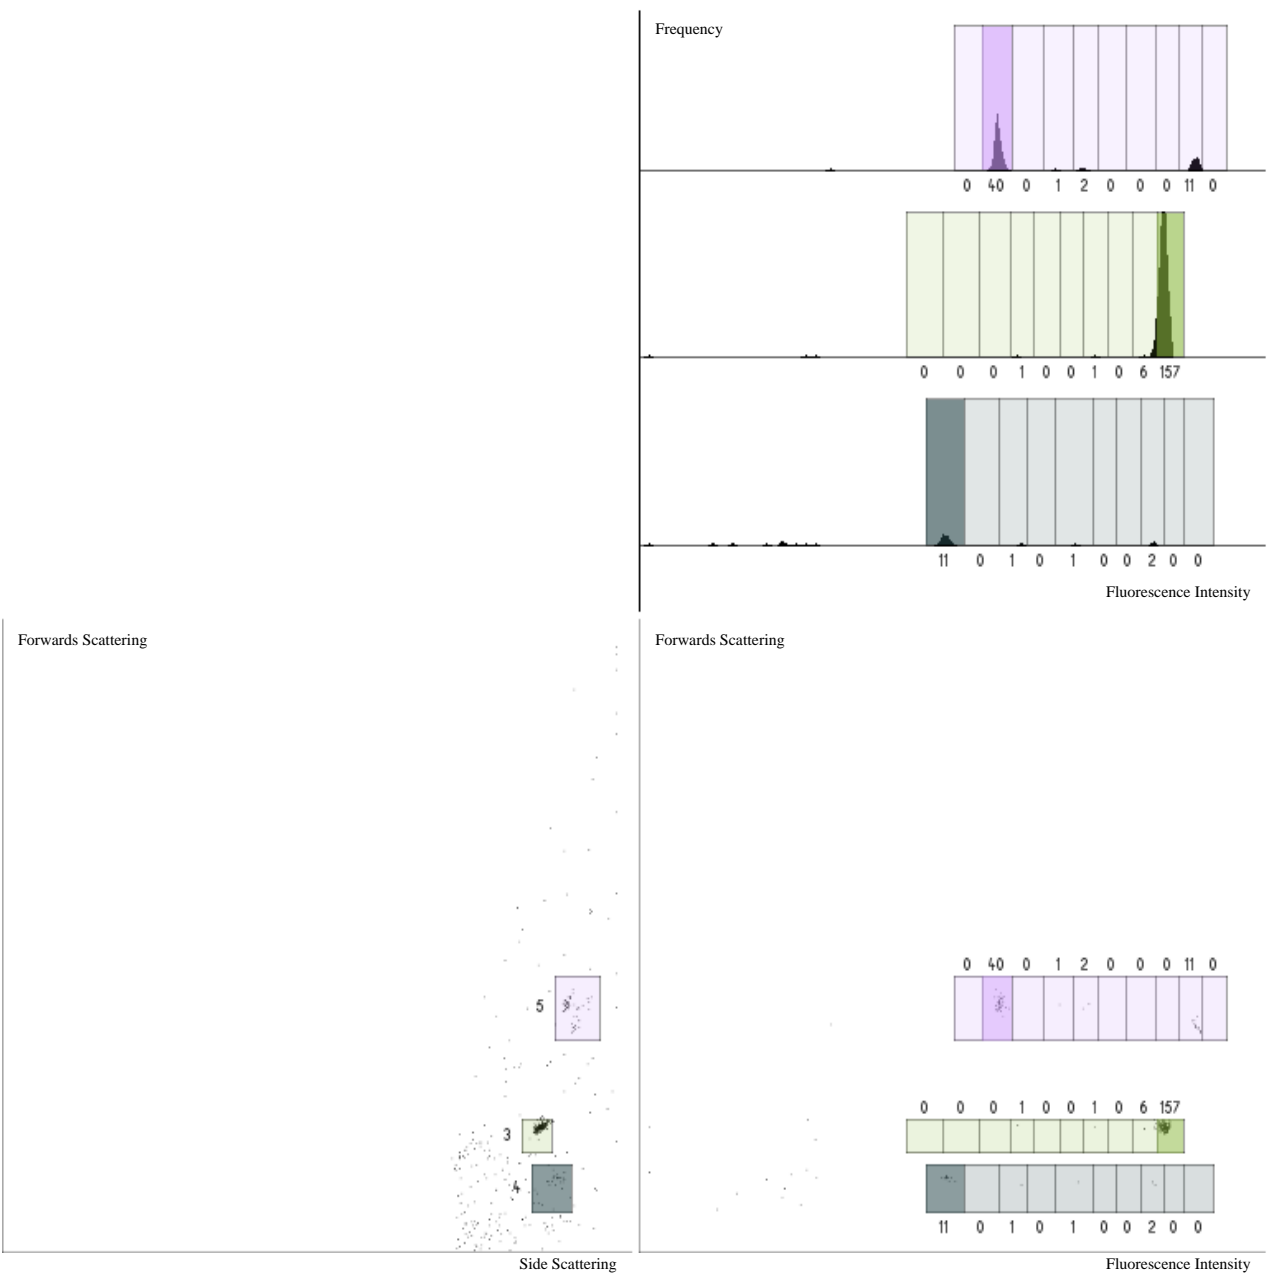 Frequency
0 40 0 1 2 0 0 0 11 0
0 0 0 1 0 0 1 0 6 157
11 0 1 0 1 0 0 2 0 0
Fluorescence Intensity
Forwards Scattering
5
3
4
Side Scattering
Forwards Scattering
0 40 0 1 2 0 0 0 11 0
0 0 0 1 0 0 1 0 6 157
11 0 1 0 1 0 0 2 0 0
Fluorescence Intensity